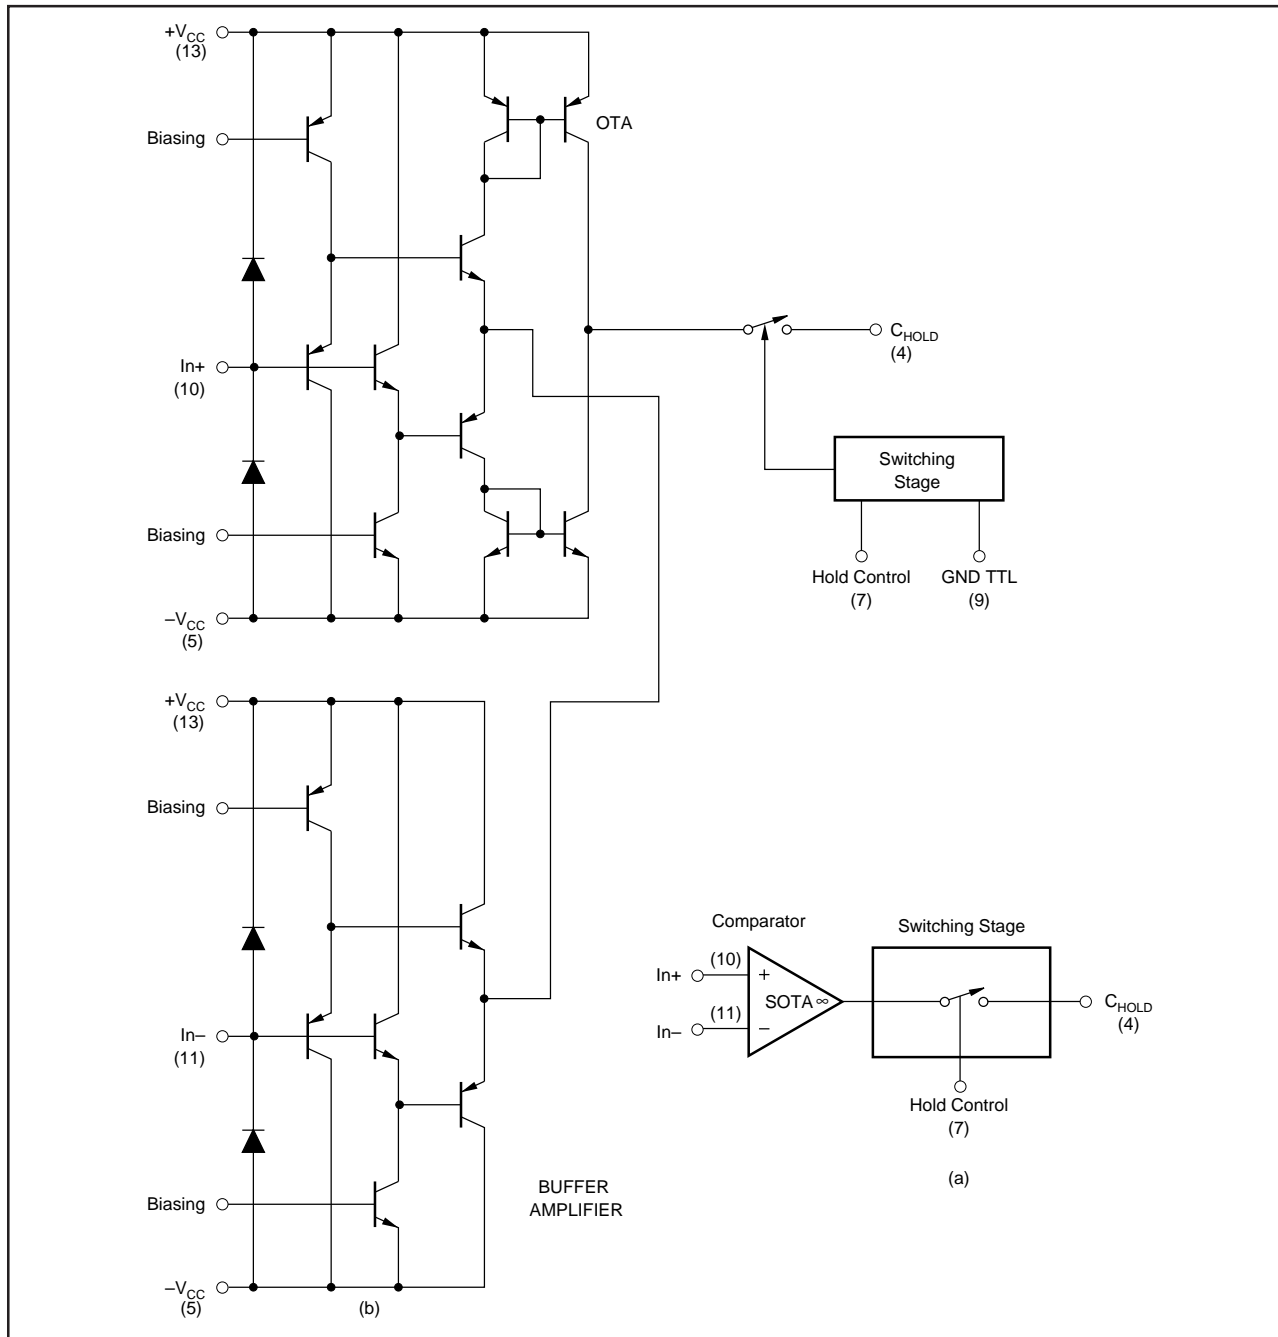 +VCC
(13)
Biasing
OTA
In+
(10)
CHOLD
(4)
Switching
Stage
Biasing
Hold Control
(7)
GND TTL
(9)
–VCC
(5)
+VCC
(13)
Biasing
Comparator
Switching Stage
In+
(10)
+
SOTA ∞
In–
(11)
–
CHOLD
(4)
In–
(11)
Hold Control
(7)
(a)
Biasing
BUFFER
AMPLIFIER
–VCC
(5)
(b)